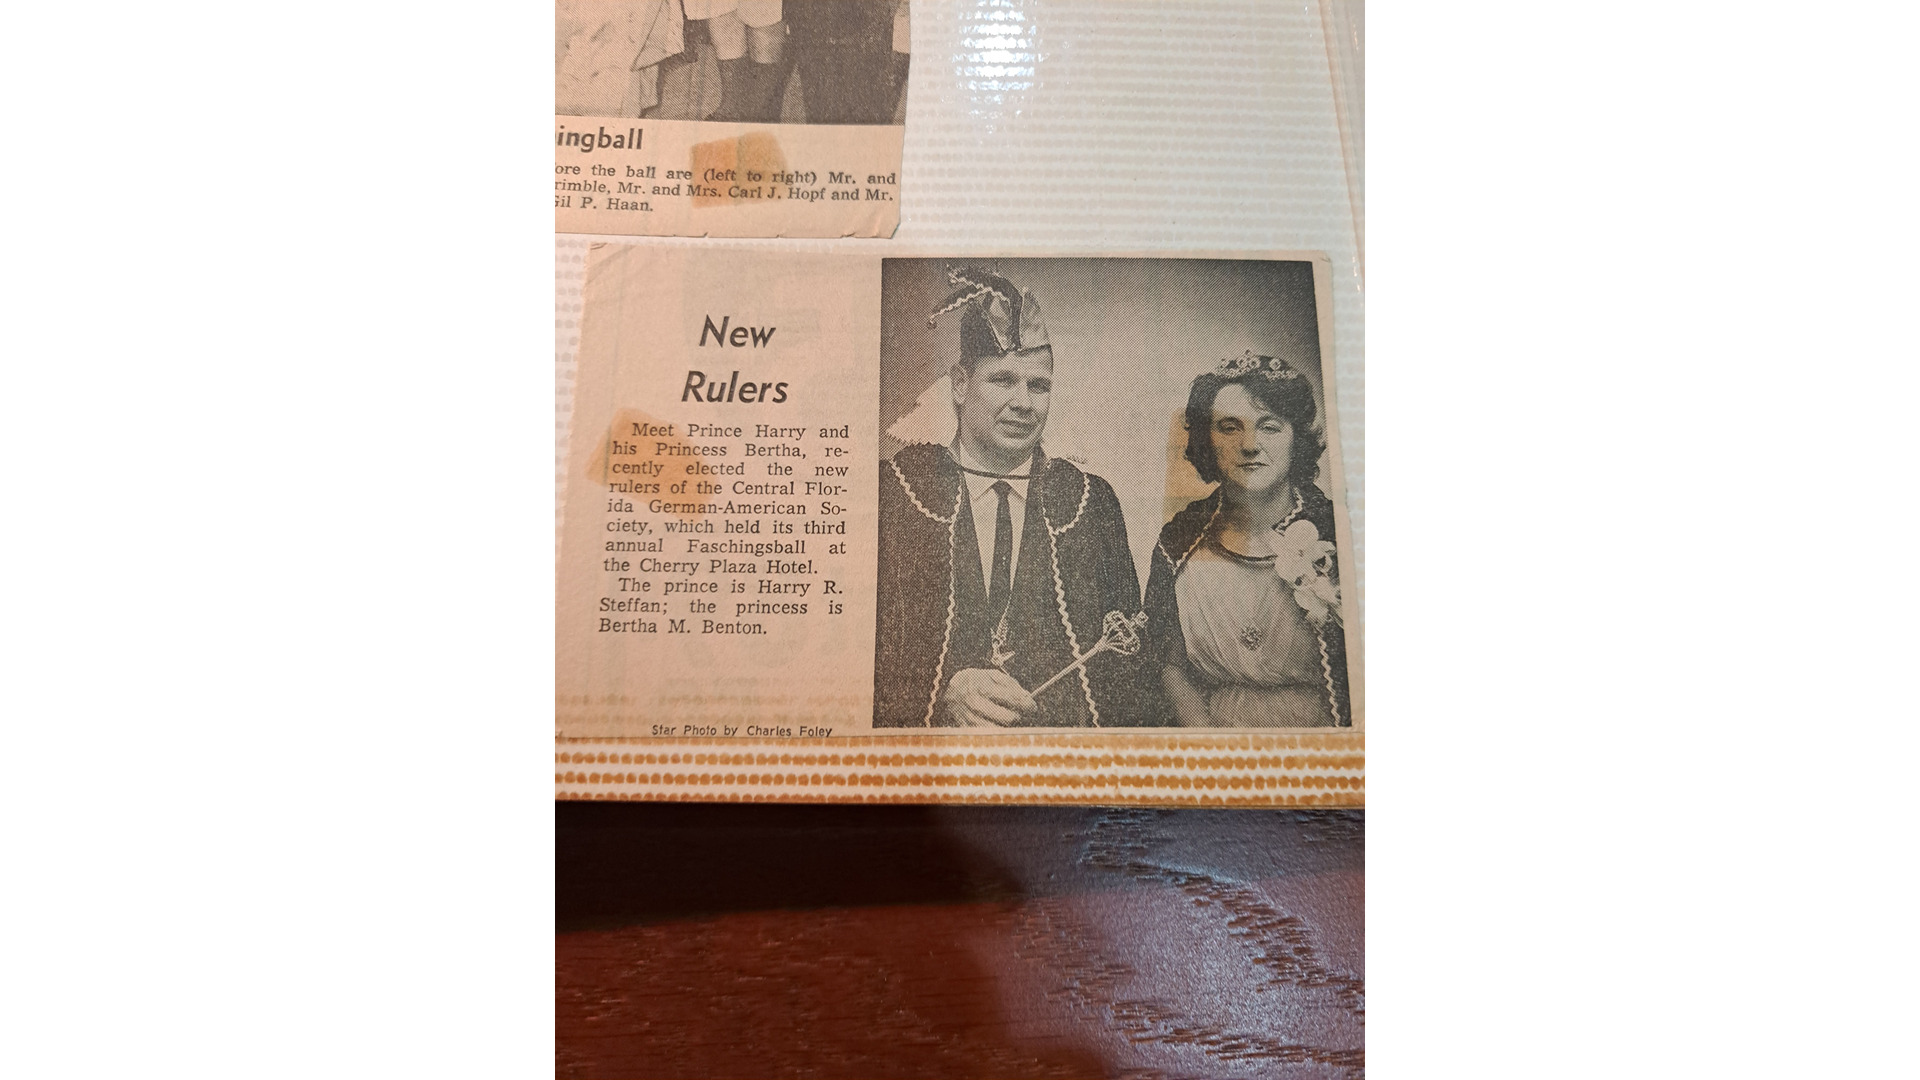 ingball
ore the ball are (left to right) Mr. and
rimble, Mr. and Mrs. Carl J. Hopf and Mr.
il P. Haan.
New
Rulers
Meet Prince Harry and
his Princess Bertha, re-
cently elected the new
rulers of the Central Flor-
ida German-American So-
ciety, which held its third
annual Faschingsball at
the Cherry Plaza Hotel.
The prince is Harry R.
Steffan; the princess is
Bertha M. Benton.
Star Photo by Charles Foley